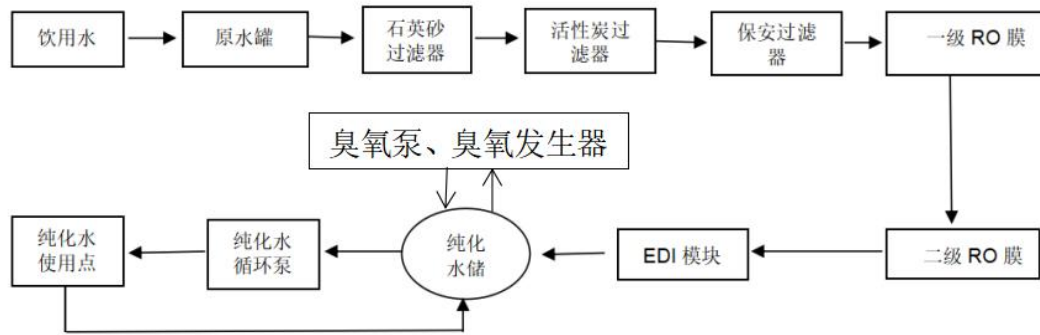 饮用水
原水罐
石英砂
过滤器
活性炭过
滤器
保安过滤
器
一级 RO 膜
臭氧泵、臭氧发生器
纯化水
使用点
纯化水
循环泵
纯化
水储
EDI 模块
二级 RO 膜